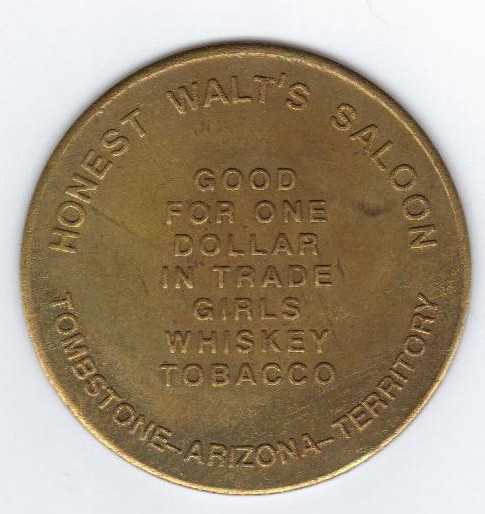 HONEST WALT'S SALOON
GOOD
FOR ONE
DOLLAR
IN TRADE
GIRLS
WHISKEY
TOBACCO
TOMBSTONE-ARIZONA-TERRITORY